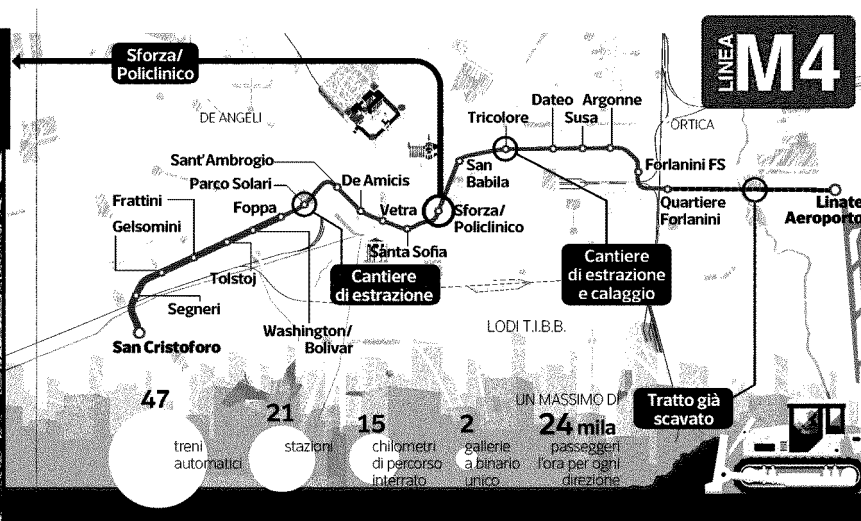 LINEA
M4
Sforza/
Policlinico
DE ANGELI
Dateo Argonne
Tricolore
Susa
ORTICA
Sant'Ambrogio
De Amicis
San
Babila
Forlanini FS
Parco Solari
Frattini
Foppa
Vetra
Sforza/
Policlinico
Quartiere
Forlanini
Linate
Aeroporto
Gelsomini
Santa Sofia
Tolstoj
Cantiere
di estrazione
Cantiere
di estrazione
e calaggio
Segneri
Washington/
Bolivar
LODI T.I.B.B.
San Cristoforo
Tratto già
scavato
47
treni
automatici
21
stazioni
15
chilometri
di percorso
interrato
2
gallerie
a binario
unico
UN MASSIMO DI
24 mila
passeggeri
l'ora per ogni
direzione